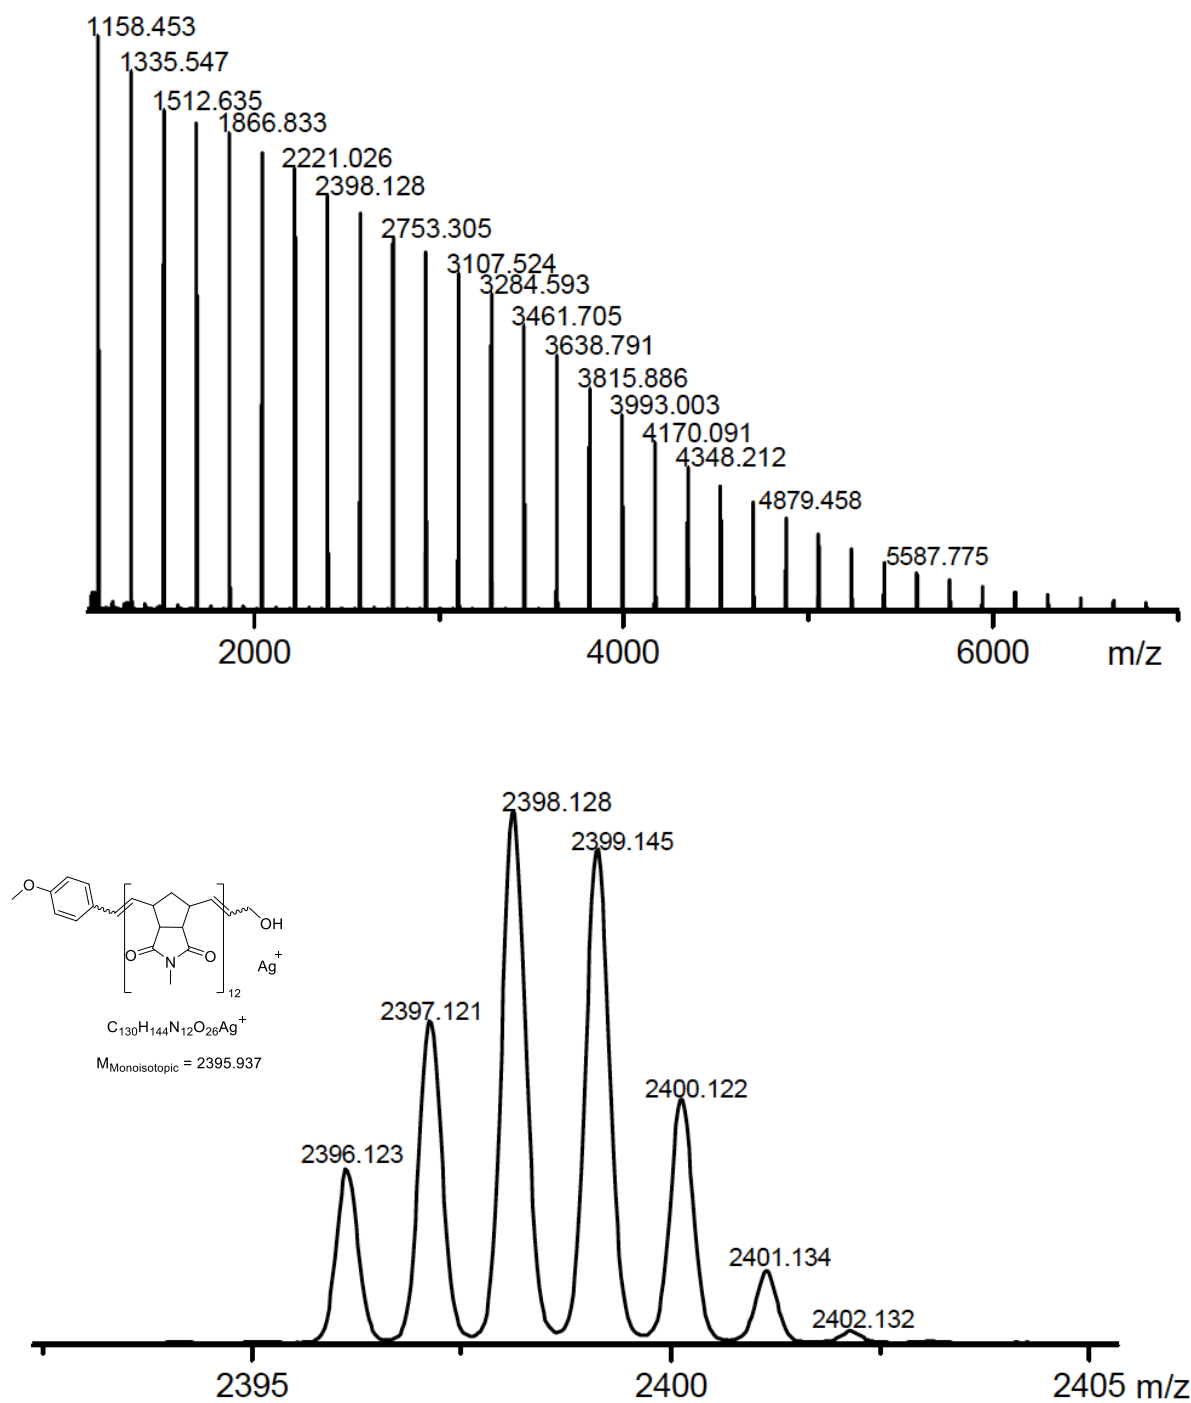 1158.453
1335.547
1512.635
1866.833
2221.026
2398.128
2753.305
3107.524
3284.593
3461.705
3638.791
3815.886
3993.003
4170.091
4348.212
4879.458
5587.775
2000 4000 6000 m/z
2398.128
2399.145
2397.121
2400.122
2396.123
2401.134
2402.132
O
OH
O O
N
Ag+
12
C130H144N12O26Ag+
MMonoisotopic = 2395.937
2395 2400 2405 m/z